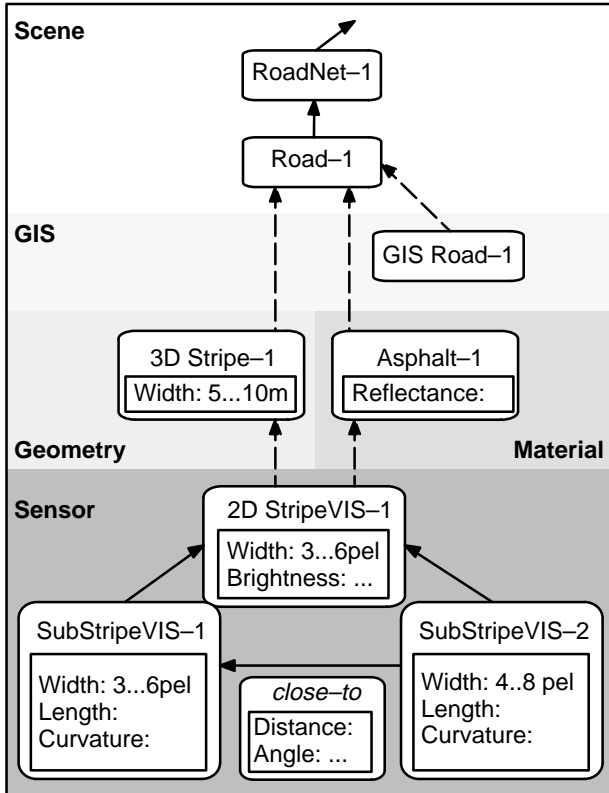 Scene
RoadNet–1
Road–1
GIS
GIS Road–1
3D Stripe–1
Width: 5...10m
Asphalt–1
Reflectance:
Geometry
Material
Sensor
2D StripeVIS–1
Width: 3...6pel
Brightness: ...
SubStripeVIS–1
Width: 3...6pel
Length:
Curvature:
close–to
Distance:
Angle: ...
SubStripeVIS–2
Width: 4..8 pel
Length:
Curvature: